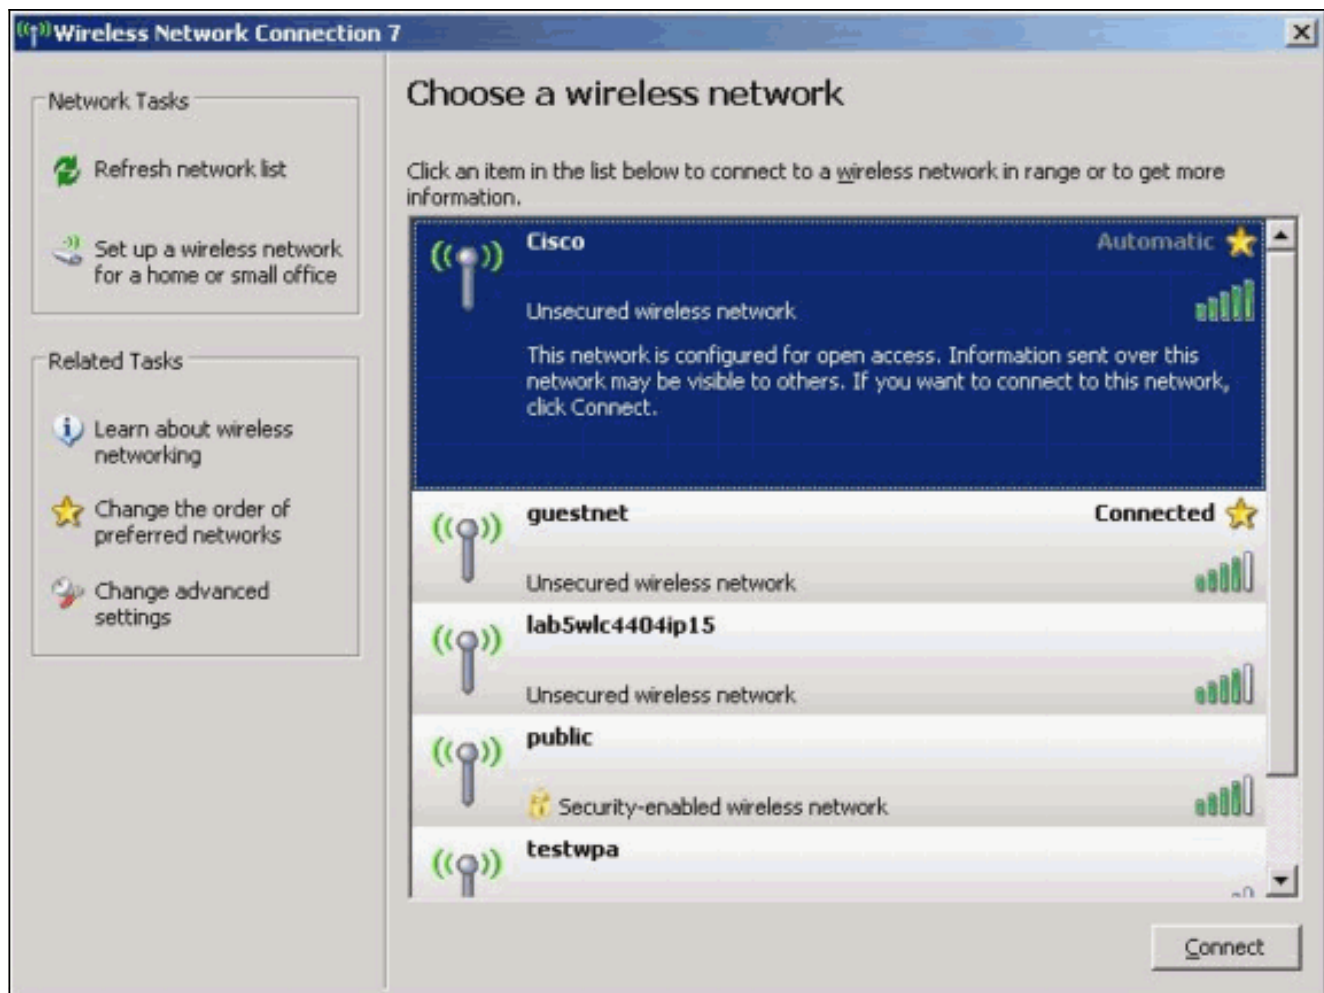 Wireless Network Connection 7
Network Tasks
Refresh network list
Set up a wireless network
for a home or small office
Related Tasks
Learn about wireless
networking
Change the order of
preferred networks
Change advanced
settings
Choose a wireless network
Click an item in the list below to connect to a wireless network in range or to get more
information.
Cisco
Automatic
Unsecured wireless network
This network is configured for open access. Information sent over this
network may be visible to others. If you want to connect to this network,
click Connect.
guestnet
Connected
Unsecured wireless network
lab5wlc4404ip15
Unsecured wireless network
public
Security-enabled wireless network
testwpa
Connect